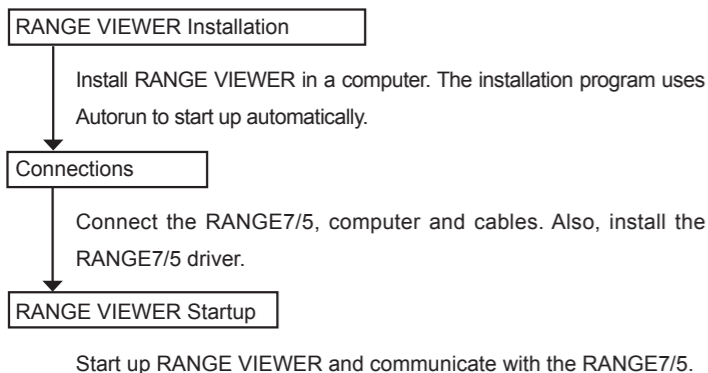 RANGE VIEWER Installation
Install RANGE VIEWER in a computer. The installation program uses
Autorun to start up automatically.
Connections
Connect the RANGE7/5, computer and cables. Also, install the
RANGE7/5 driver.
RANGE VIEWER Startup
Start up RANGE VIEWER and communicate with the RANGE7/5.